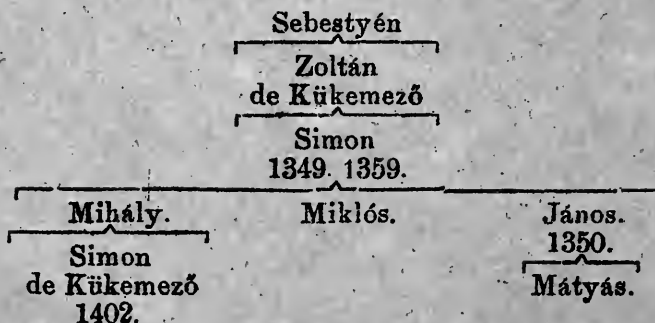 Sebestyén
Zoltán
de Kükemező
Simon
1349. 1359.
Mihály. Miklós. János.
1350.
Simon
de Kükemező
1402.
Mátyás.